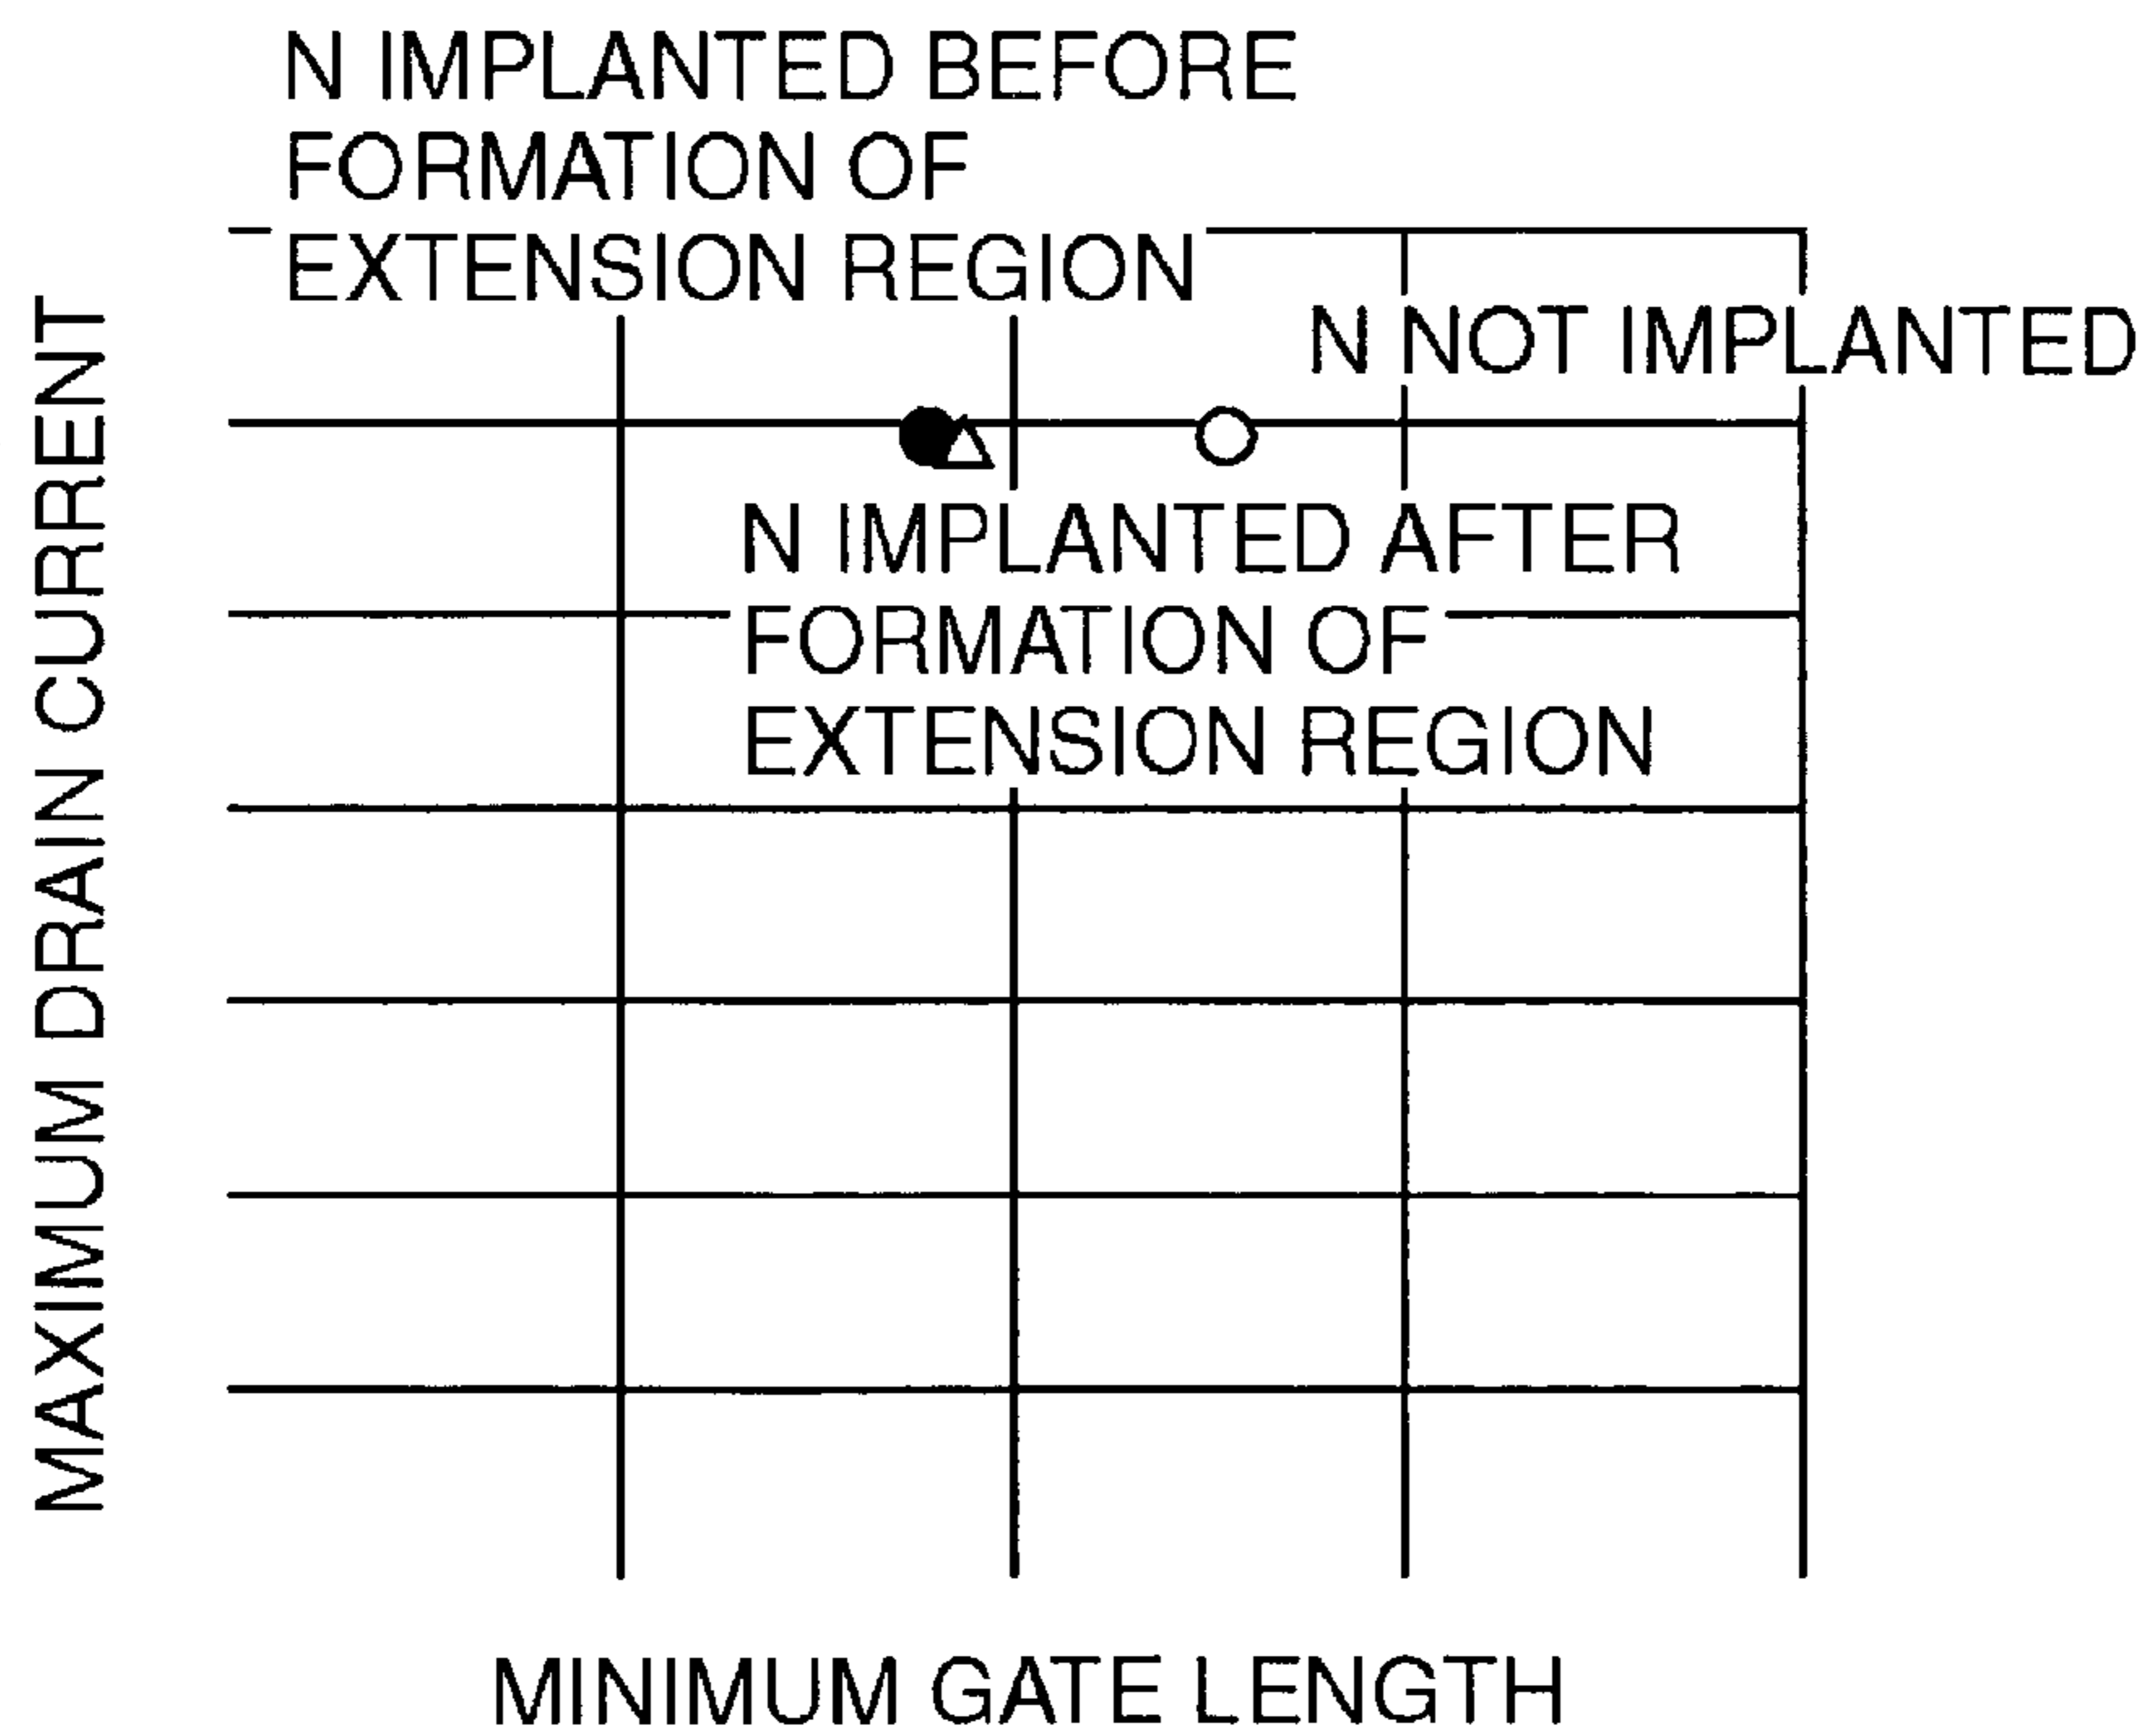 N IMPLANTED BEFORE
FORMATION OF
EXTENSION REGION
N NOT IMPLANTED
N IMPLANTED AFTER
FORMATION OF
EXTENSION REGION
MAXIMUM DRAIN CURRENT
MINIMUM GATE LENGTH